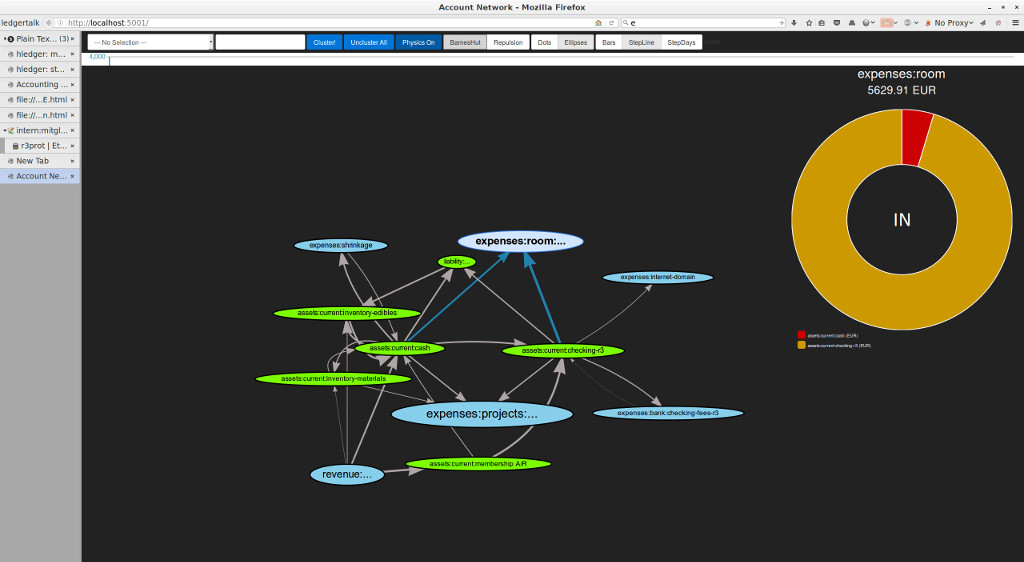 Account Network - Mozilla Firefox
ledgertalk
http://localhost:5001/
e
No Proxy
Plain Tex... (3)
hledger: m...
hledger: st...
Accounting ...
file://...E.html
file://...n.html
intern:mitgl...
r3prot | Et...
New Tab
Account Ne...
--- No Selection ---
Cluster!
Uncluster All
Physics On
BarnesHut
Repulsion
Dots
Ellipses
Bars
StepLine
StepDays
4,000
expenses:room
5629.91 EUR
IN
assets:current:cash (EUR)
assets:current:checking-r3 (EUR)
expenses:shrinkage
expenses:room:...
liability:...
expenses:internet-domain
assets:current:inventory-edibles
assets:current:cash
assets:current:checking-r3
assets:current:inventory-materials
expenses:projects:...
expenses:bank:checking-fees-r3
assets:current:membership AIR
revenue:...